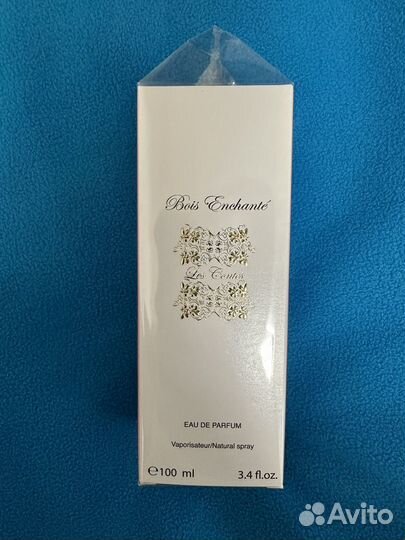 Bois Enchanté
Les Contes
EAU DE PARFUM
Vaporisateur/Natural spray
℮100 ml 3.4 fl.oz.
Avito